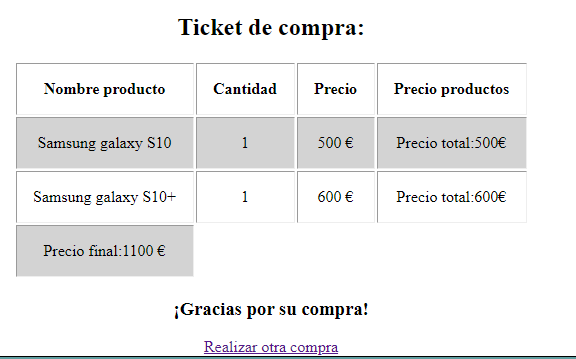 Ticket de compra:
Nombre producto Cantidad Precio Precio productos
Samsung galaxy S10 1 500 € Precio total:500€
Samsung galaxy S10+ 1 600 € Precio total:600€
Precio final:1100 €
¡Gracias por su compra!
Realizar otra compra